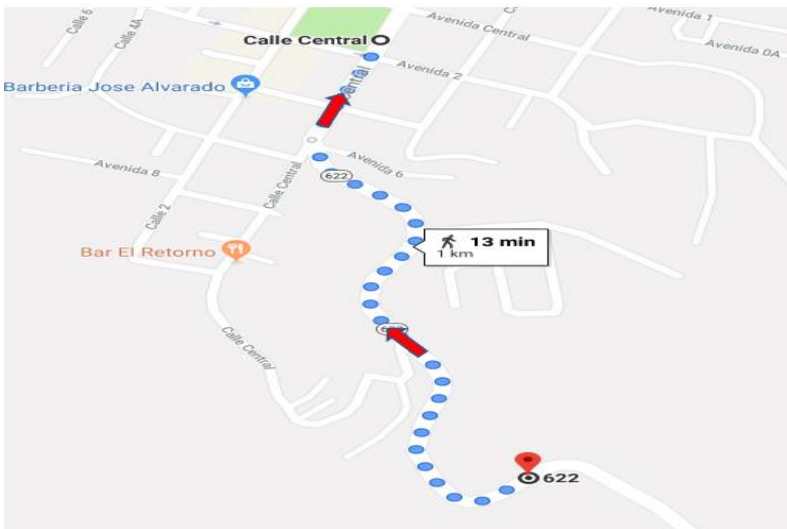 Avenida 1
Calle 6
Calle 4A
Calle Central
Avenida Central
Avenida 0A
Avenida 2
Barberia Jose Alvarado
Central
Avenida 8
622
Avenida 6
Calle Central
Calle 2
13 min
1 km
Bar El Retorno
Calle Central
622